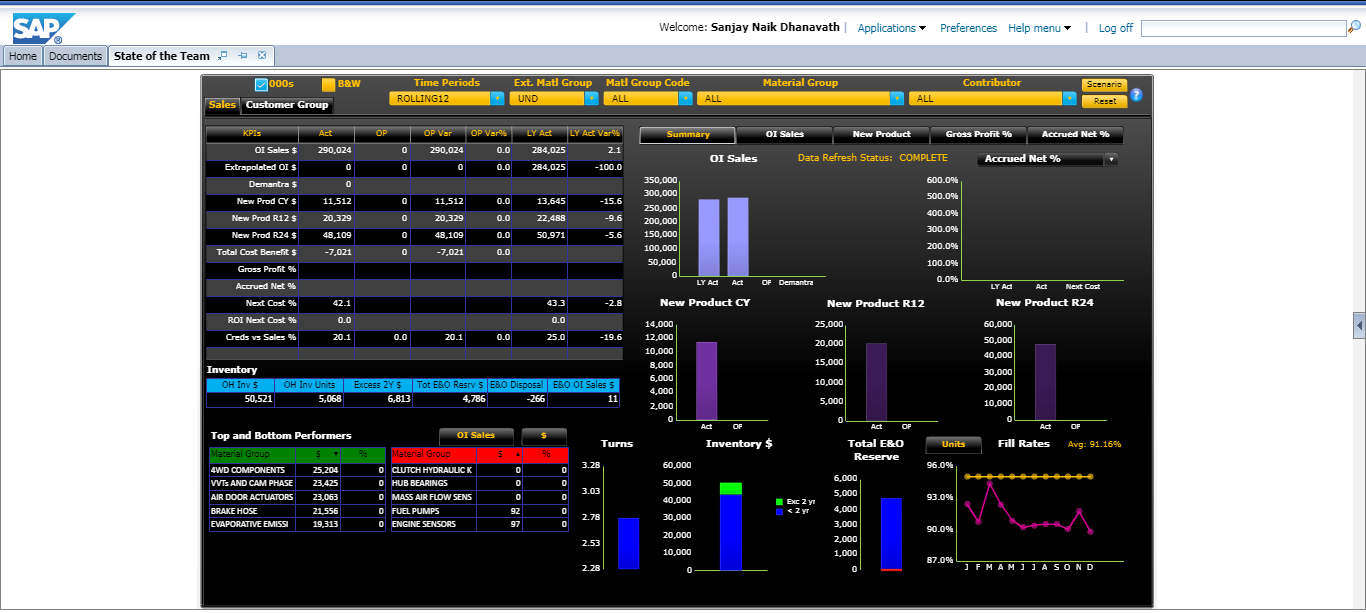 SAP ®
Welcome: Sanjay Naik Dhanavath | Applications Preferences Help menu | Log off
Home Documents State of the Team
000s B&W Time Periods Ext. Matl Group Matl Group Code Material Group Contributor Scenario
ROLLING12 UND ALL ALL ALL Reset ?
Sales Customer Group
KPIs Act OP OP Var OP Var% LY Act LY Act Var%
OI Sales $ 290,024 0 290,024 0.0 284,025 2.1
Extrapolated OI $ 0 0 0 0.0 284,025 -100.0
Demantra $ 0
New Prod CY $ 11,512 0 11,512 0.0 13,645 -15.6
New Prod R12 $ 20,329 0 20,329 0.0 22,488 -9.6
New Prod R24 $ 48,109 0 48,109 0.0 50,971 -5.6
Total Cost Benefit $ -7,021 0 -7,021 0.0
Gross Profit %
Accrued Net %
Next Cost % 42.1 43.3 -2.8
ROI Next Cost % 0.0 0.0
Creds vs Sales % 20.1 0.0 20.1 0.0 25.0 -19.6
Inventory
OH Inv $ OH Inv Units Excess 2Y $ Tot E&O Resrv $ E&O Disposal E&O OI Sales $
50,521 5,068 6,813 4,786 -266 11
Top and Bottom Performers OI Sales $
Material Group $ % Material Group $ %
4WD COMPONENTS 25,204 0 CLUTCH HYDRAULIC K 0 0
VVTs AND CAM PHASE 23,425 0 HUB BEARINGS 0 0
AIR DOOR ACTUATORS 23,063 0 MASS AIR FLOW SENS 0 0
BRAKE HOSE 21,556 0 FUEL PUMPS 92 0
EVAPORATIVE EMISSI 19,313 0 ENGINE SENSORS 97 0
Summary OI Sales New Product Gross Profit % Accrued Net %
OI Sales Data Refresh Status: COMPLETE Accrued Net %
350,000
300,000
250,000
200,000
150,000
100,000
50,000
0
LY Act Act OP Demantra
600.0%
500.0%
400.0%
300.0%
200.0%
100.0%
0.0%
LY Act Act Next Cost
New Product CY
14,000
12,000
10,000
8,000
6,000
4,000
2,000
0
Act OP
New Product R12
25,000
20,000
15,000
10,000
5,000
0
Act OP
New Product R24
60,000
50,000
40,000
30,000
20,000
10,000
0
Act OP
Turns
3.28
3.03
2.78
2.53
2.28
Inventory $
60,000
50,000
40,000
30,000
20,000
10,000
0
Exc 2 yr
< 2 yr
Total E&O
Reserve
6,000
5,000
4,000
3,000
2,000
1,000
0
Units Fill Rates Avg: 91.16%
96.0%
93.0%
90.0%
87.0%
J F M A M J J A S O N D